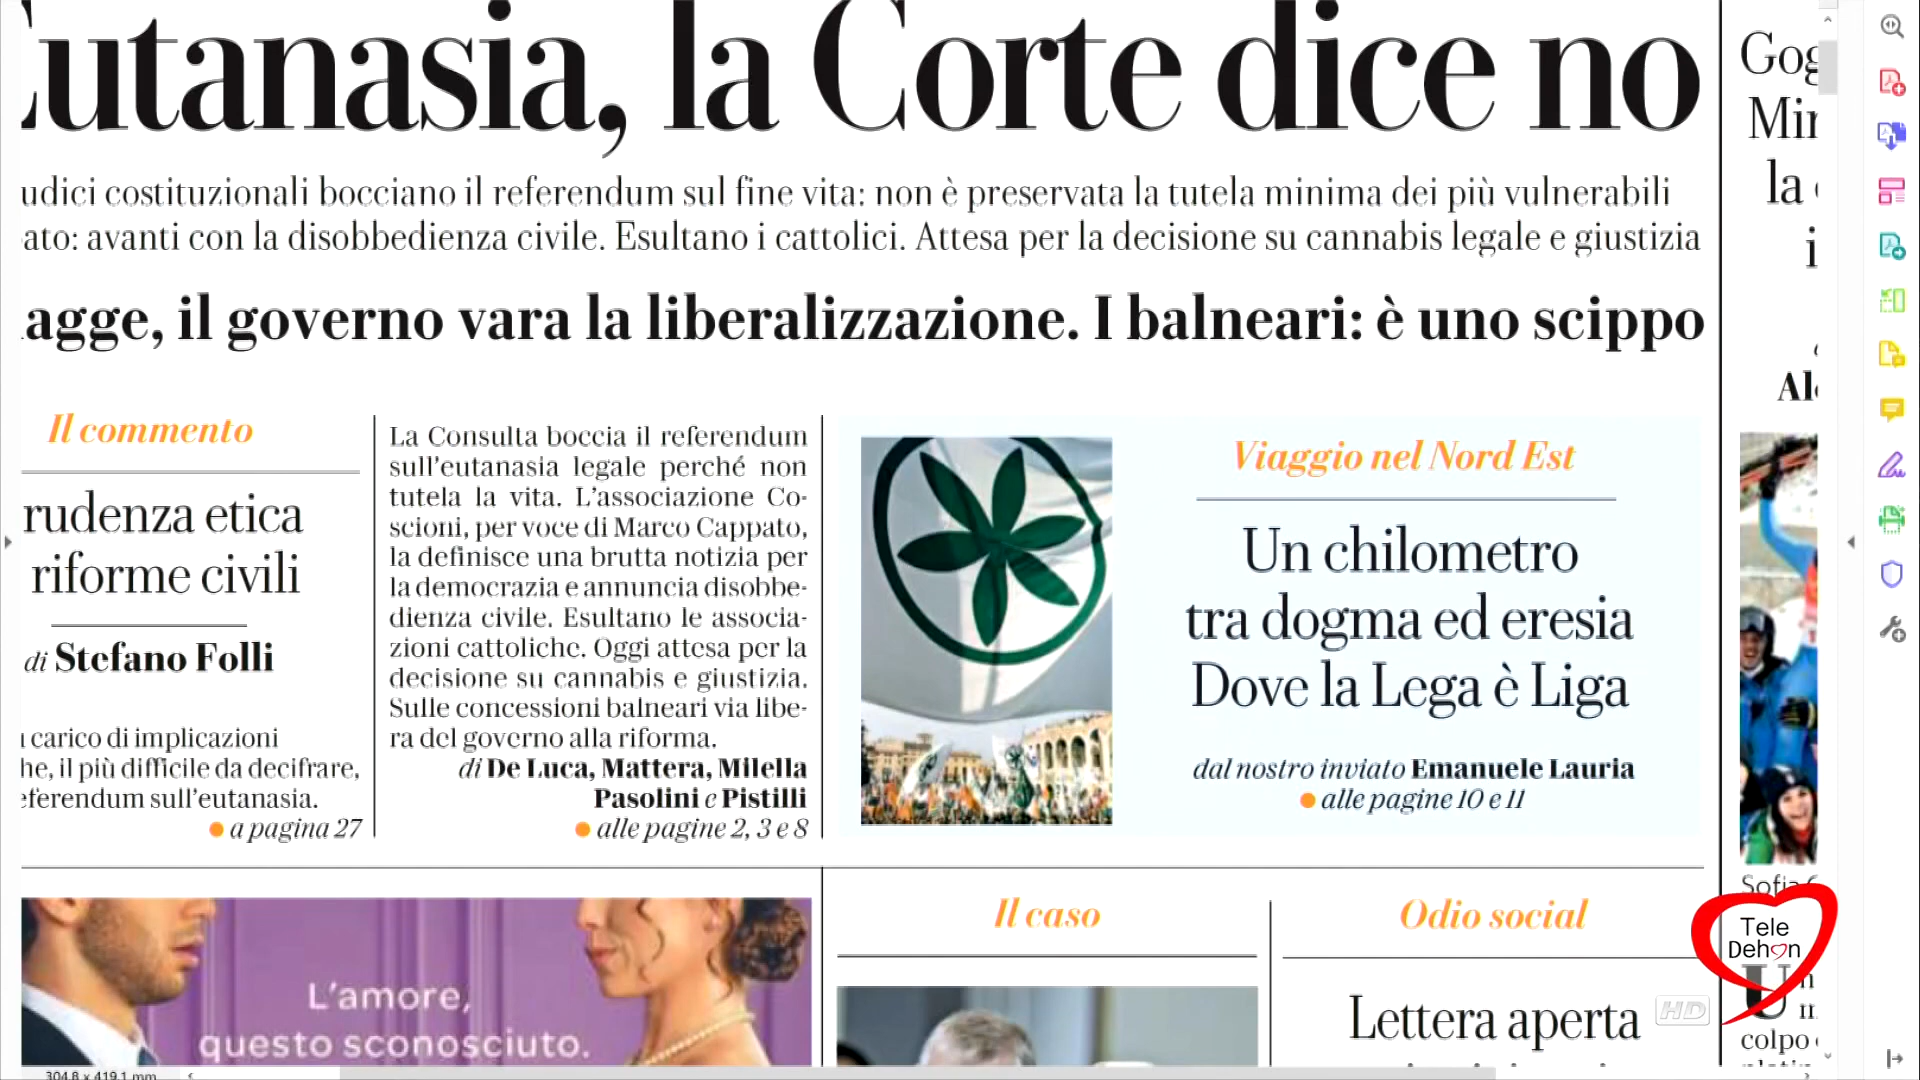 Eutanasia, la Corte dice no
udici costituzionali bocciano il referendum sul fine vita: non è preservata la tutela minima dei più vulnerabili
ato: avanti con la disobbedienza civile. Esultano i cattolici. Attesa per la decisione su cannabis legale e giustizia
agge, il governo vara la liberalizzazione. I balneari: è uno scippo
Il commento
rudenza etica
riforme civili
di Stefano Folli
carico di implicazioni
he, il più difficile da decifrare,
eferendum sull'eutanasia.
a pagina 27
La Consulta boccia il referendum
sull'eutanasia legale perché non
tutela la vita. L'associazione Co-
scioni, per voce di Marco Cappato,
la definisce una brutta notizia per
la democrazia e annuncia disobbe-
dienza civile. Esultano le associa-
zioni cattoliche. Oggi attesa per la
decisione su cannabis e giustizia.
Sulle concessioni balneari via libe-
ra del governo alla riforma.
di De Luca, Mattera, Milella
Pasolini e Pistilli
alle pagine 2, 3 e 8
Viaggio nel Nord Est
Un chilometro
tra dogma ed eresia
Dove la Lega è Liga
dal nostro inviato Emanuele Lauria
alle pagine 10 e 11
L'amore,
questo sconosciuto.
Il caso
Odio social
Lettera aperta
Gog
Mir
la
i
Al
Sofia
U
colpo
Tele
Dehon
HD
304,8 x 419,1 mm